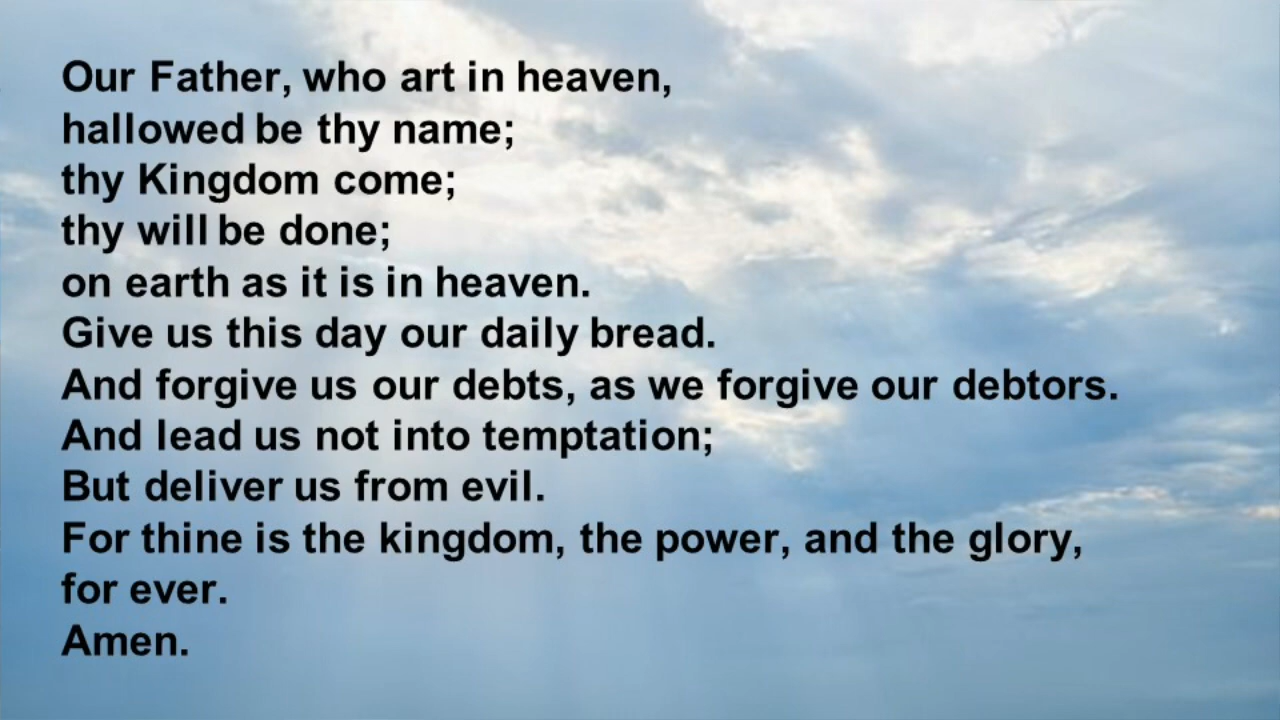 Our Father, who art in heaven,
hallowed be thy name;
thy Kingdom come;
thy will be done;
on earth as it is in heaven.
Give us this day our daily bread.
And forgive us our debts, as we forgive our debtors.
And lead us not into temptation;
But deliver us from evil.
For thine is the kingdom, the power, and the glory,
for ever.
Amen.